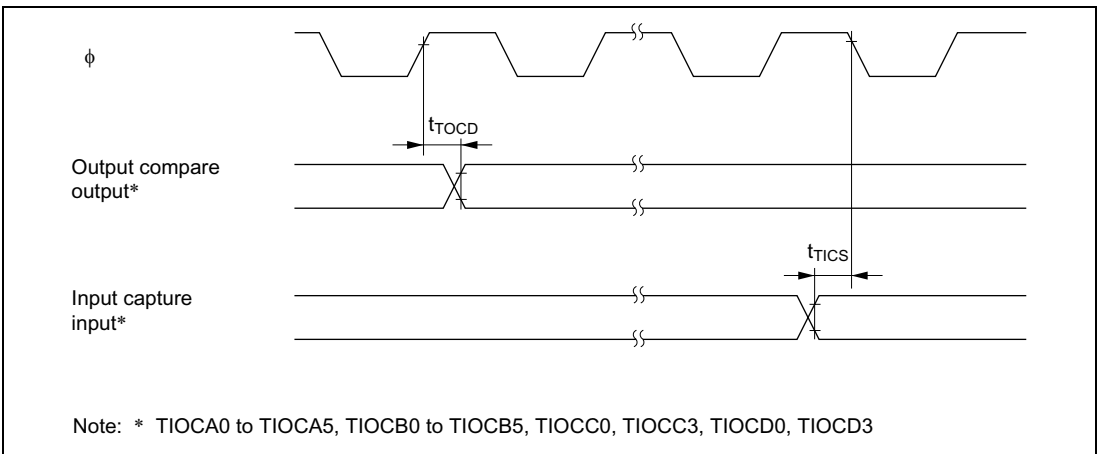 ϕ
tTOCD
Output compare
output*
tTICS
Input capture
input*
Note: * TIOCA0 to TIOCA5, TIOCB0 to TIOCB5, TIOCC0, TIOCC3, TIOCD0, TIOCD3